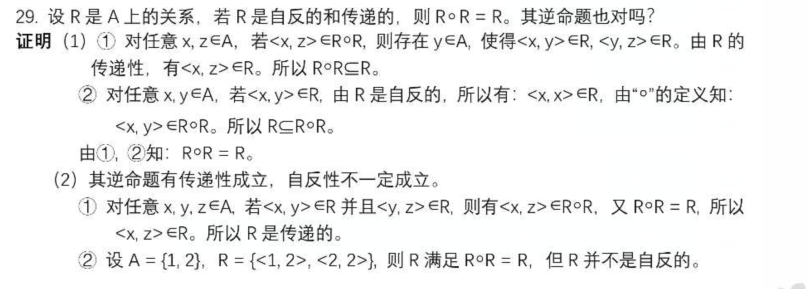 29. 设 R 是 A 上的关系，若 R 是自反的和传递的，则 R∘R = R。其逆命题也对吗？
证明（1）① 对任意 x, z∈A，若<x, z>∈R∘R, 则存在 y∈A, 使得<x, y>∈R, <y, z>∈R。由 R 的
传递性，有<x, z>∈R。所以 R∘R⊆R。
② 对任意 x, y∈A，若<x, y>∈R, 由 R 是自反的，所以有：<x, x>∈R，由“∘”的定义知：
<x, y>∈R∘R。所以 R⊆R∘R。
由①, ②知：R∘R = R。
（2）其逆命题有传递性成立，自反性不一定成立。
① 对任意 x, y, z∈A, 若<x, y>∈R 并且<y, z>∈R, 则有<x, z>∈R∘R，又 R∘R = R, 所以
<x, z>∈R。所以 R 是传递的。
② 设 A = {1, 2}，R = {<1, 2>, <2, 2>}, 则 R 满足 R∘R = R，但 R 并不是自反的。